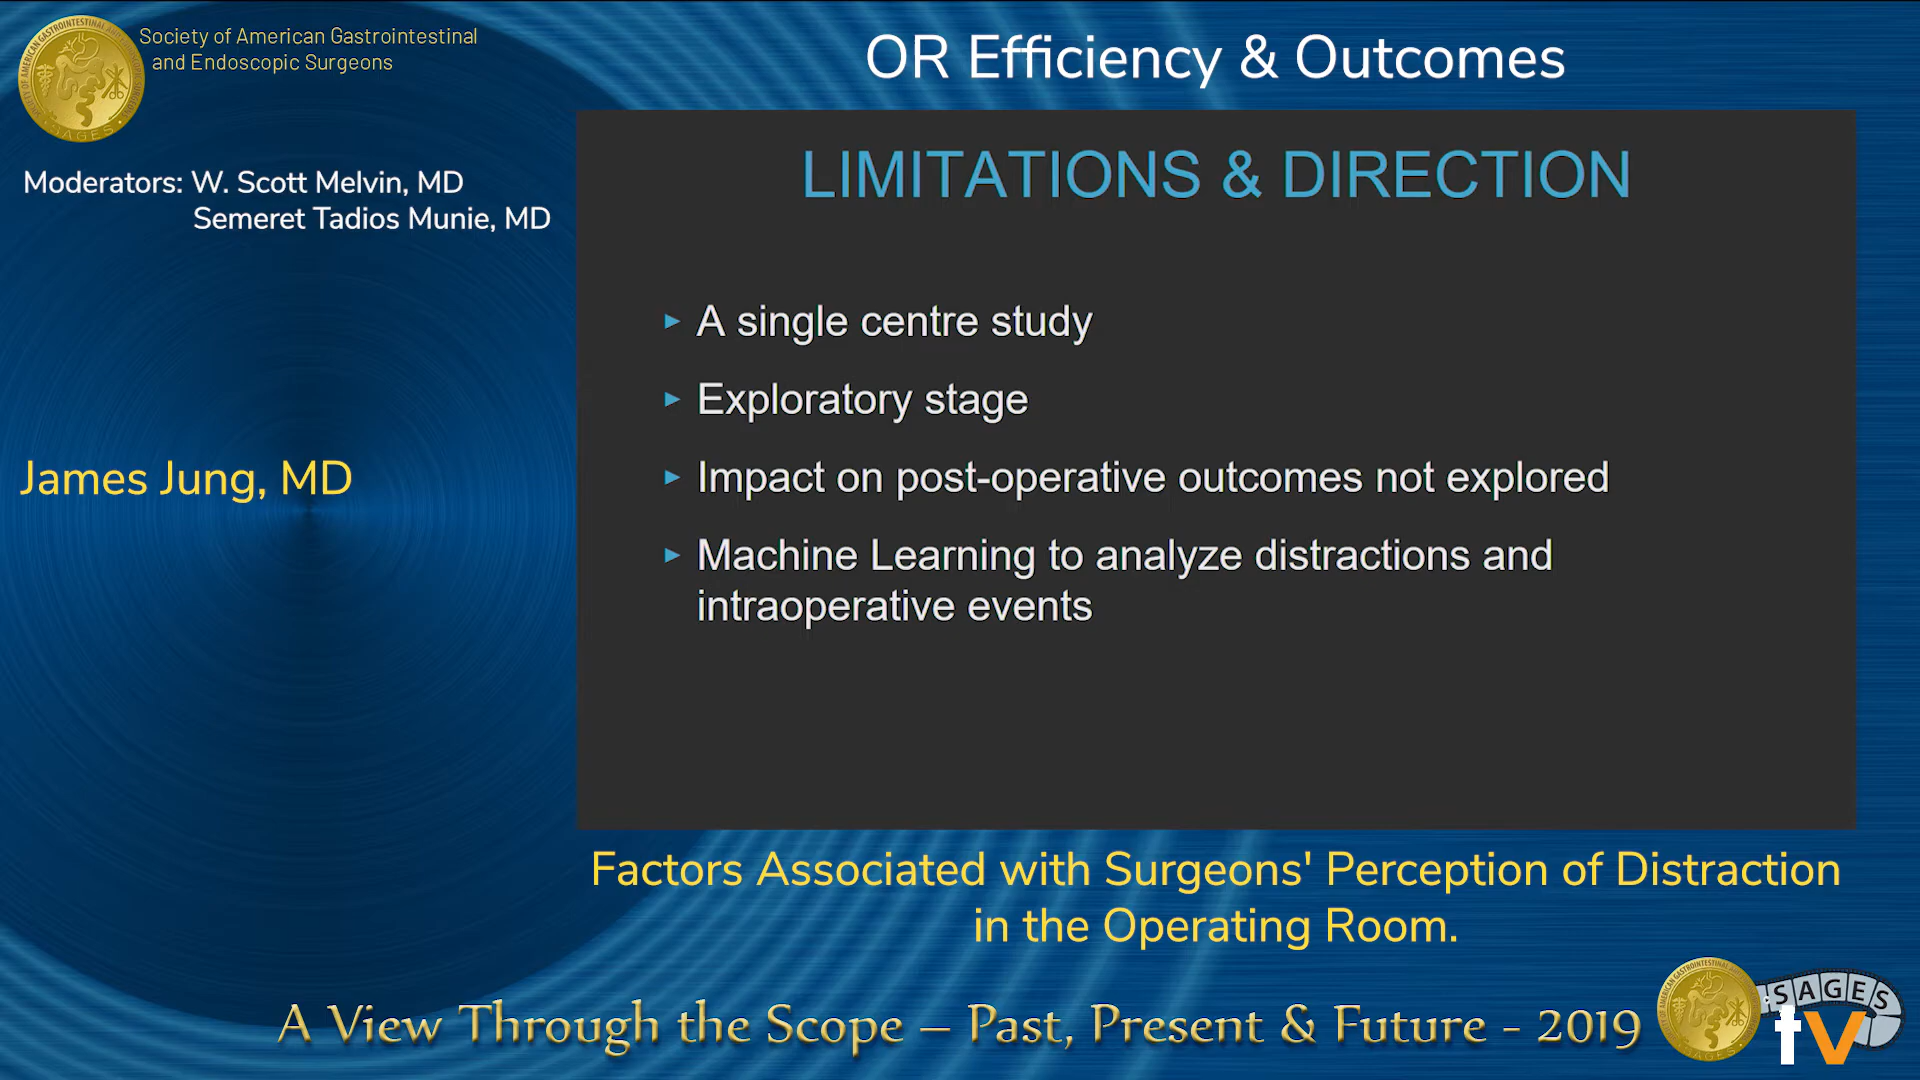 Society of American Gastrointestinal
and Endoscopic Surgeons
OR Efficiency & Outcomes
Moderators: W. Scott Melvin, MD
Semeret Tadios Munie, MD
James Jung, MD
LIMITATIONS & DIRECTION
▸ A single centre study
▸ Exploratory stage
▸ Impact on post-operative outcomes not explored
▸ Machine Learning to analyze distractions and
intraoperative events
Factors Associated with Surgeons' Perception of Distraction
in the Operating Room.
A View Through the Scope – Past, Present & Future - 2019
SAGES
tv